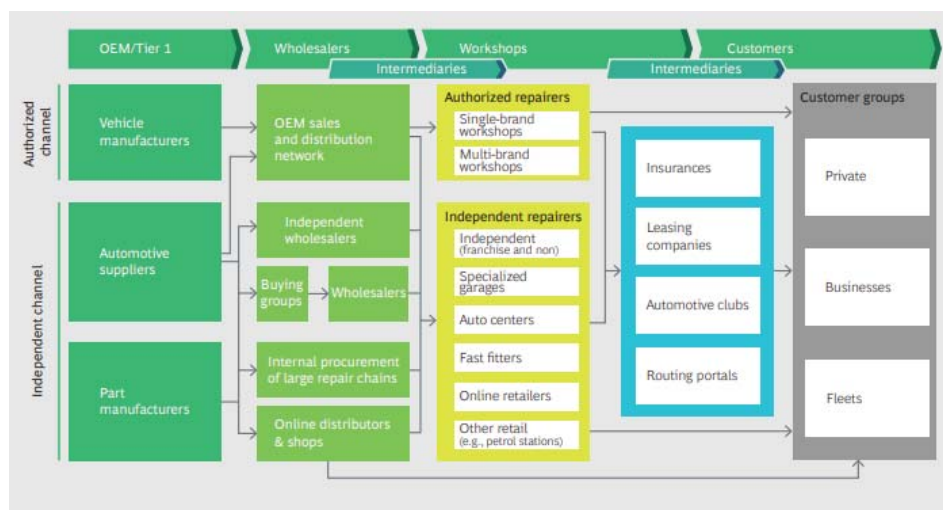 OEM/Tier 1
Wholesalers
Workshops
Customers
Intermediaries
Intermediaries
Authorized
channel
Vehicle
manufacturers
OEM sales
and distribution
network
Authorized repairers
Single-brand
workshops
Multi-brand
workshops
Independent channel
Automotive
suppliers
Part
manufacturers
Independent
wholesalers
Buying
groups
Wholesalers
Internal procurement
of large repair chains
Online distributors
& shops
Independent repairers
Independent
(franchise and non)
Specialized
garages
Auto centers
Fast fitters
Online retailers
Other retail
(e.g., petrol stations)
Insurances
Leasing
companies
Automotive clubs
Routing portals
Customer groups
Private
Businesses
Fleets